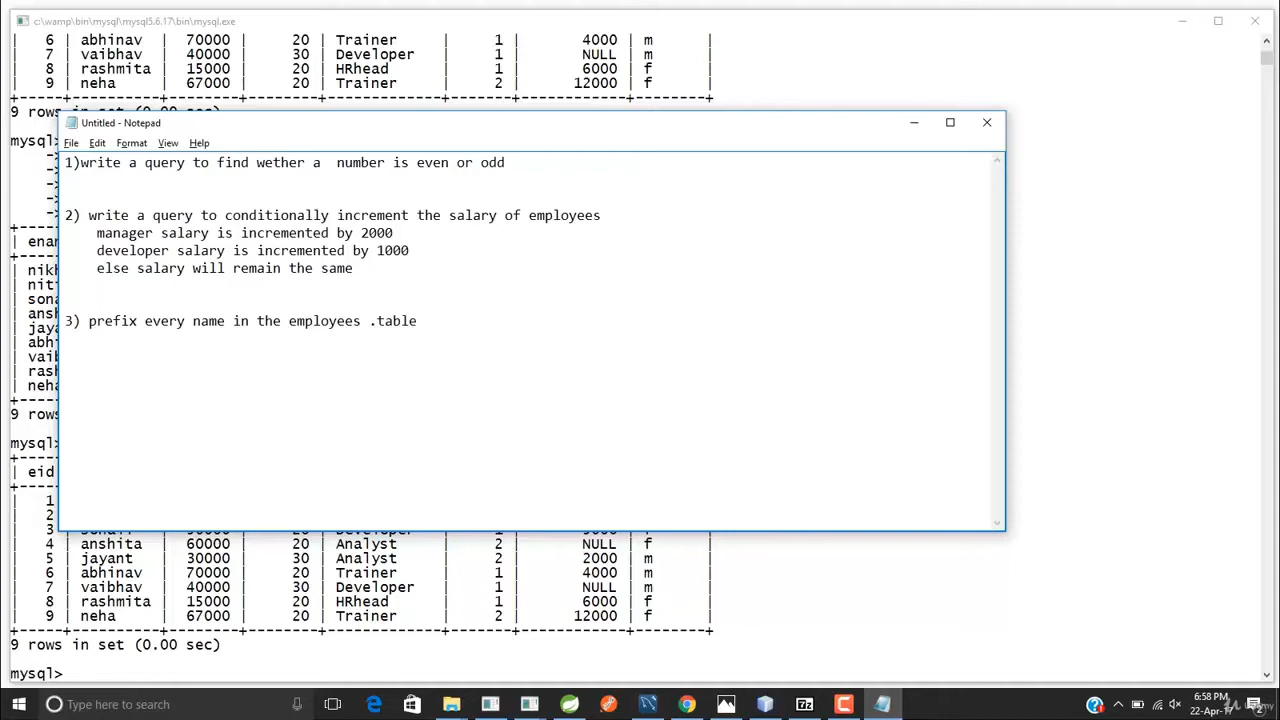 c:\wamp\bin\mysql\mysql5.6.17\bin\mysql.exe
| 6 | abhinav | 70000 | 20 | Trainer | 1 | 4000 | m |
| 7 | vaibhav | 40000 | 30 | Developer | 1 | NULL | m |
| 8 | rashmita | 15000 | 20 | HRhead | 1 | 6000 | f |
| 9 | neha | 67000 | 20 | Trainer | 2 | 12000 | f |
9 rows in set (0.00 sec)
Untitled - Notepad
mysql>
File Edit Format View Help
->
->
->
->
->
1)write a query to find wether a  number is even or odd
2) write a query to conditionally increment the salary of employees
manager salary is incremented by 2000
developer salary is incremented by 1000
else salary will remain the same
3) prefix every name in the employees .table
| enam
| nikh
| niti
| sona
| ansh
| jaya
| abhi
| vaib
| rash
| neha
9 rows
mysql>
| eid
| 1
| 2
| 3
| 4 | anshita | 60000 | 20 | Analyst | 2 | NULL | f |
| 5 | jayant | 30000 | 30 | Analyst | 2 | 2000 | m |
| 6 | abhinav | 70000 | 20 | Trainer | 1 | 4000 | m |
| 7 | vaibhav | 40000 | 30 | Developer | 1 | NULL | m |
| 8 | rashmita | 15000 | 20 | HRhead | 1 | 6000 | f |
| 9 | neha | 67000 | 20 | Trainer | 2 | 12000 | f |
9 rows in set (0.00 sec)
mysql>
Type here to search
6:58 PM